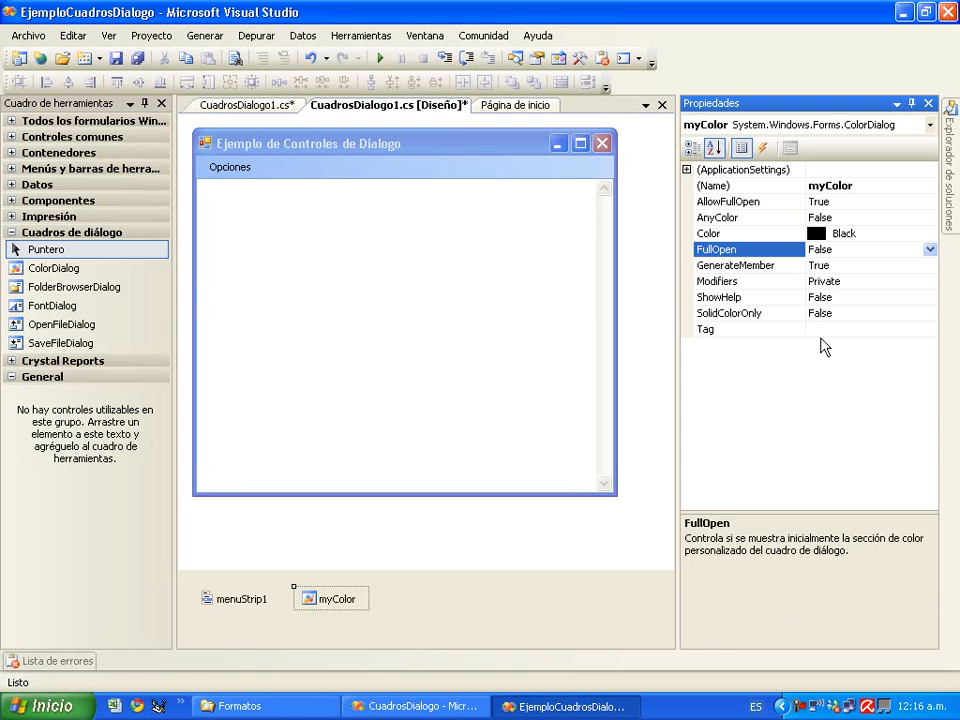 EjemploCuadrosDialogo - Microsoft Visual Studio
Archivo Editar Ver Proyecto Generar Depurar Datos Herramientas Ventana Comunidad Ayuda
Cuadro de herramientas
Todos los formularios Win...
Controles comunes
Contenedores
Menús y barras de herra...
Datos
Componentes
Impresión
Cuadros de diálogo
Puntero
ColorDialog
FolderBrowserDialog
FontDialog
OpenFileDialog
SaveFileDialog
Crystal Reports
General
No hay controles utilizables en
este grupo. Arrastre un
elemento a este texto y
agréguelo al cuadro de
herramientas.
CuadrosDialogo1.cs* CuadrosDialogo1.cs [Diseño]* Página de inicio
Ejemplo de Controles de Dialogo
Opciones
menuStrip1 myColor
Propiedades
myColor System.Windows.Forms.ColorDialog
(ApplicationSettings)
(Name) myColor
AllowFullOpen True
AnyColor False
Color Black
FullOpen False
GenerateMember True
Modifiers Private
ShowHelp False
SolidColorOnly False
Tag
FullOpen
Controla si se muestra inicialmente la sección de color
personalizado del cuadro de diálogo.
Explorador de soluciones
Lista de errores
Listo
Inicio Formatos CuadrosDialogo - Micr... EjemploCuadrosDialo... ES 12:16 a.m.